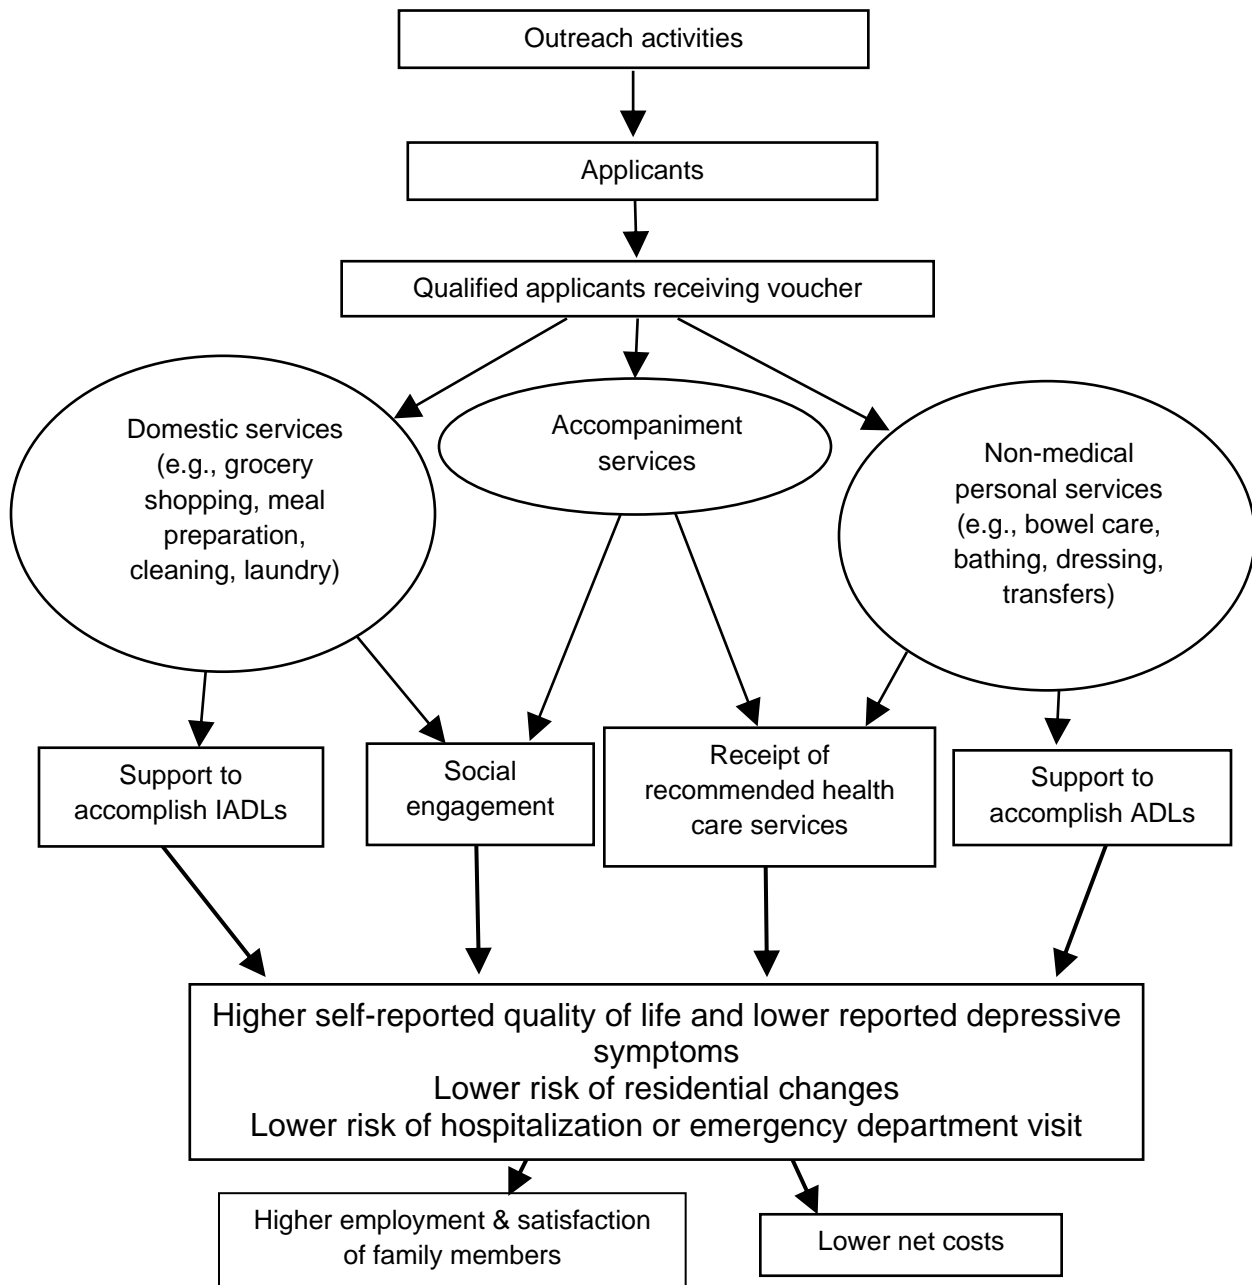 Outreach activities
Applicants
Qualified applicants receiving voucher
Domestic services
(e.g., grocery
shopping, meal
preparation,
cleaning, laundry)
Accompaniment
services
Non-medical
personal services
(e.g., bowel care,
bathing, dressing,
transfers)
Support to
accomplish IADLs
Social
engagement
Receipt of
recommended health
care services
Support to
accomplish ADLs
Higher self-reported quality of life and lower reported depressive
symptoms
Lower risk of residential changes
Lower risk of hospitalization or emergency department visit
Higher employment & satisfaction
of family members
Lower net costs